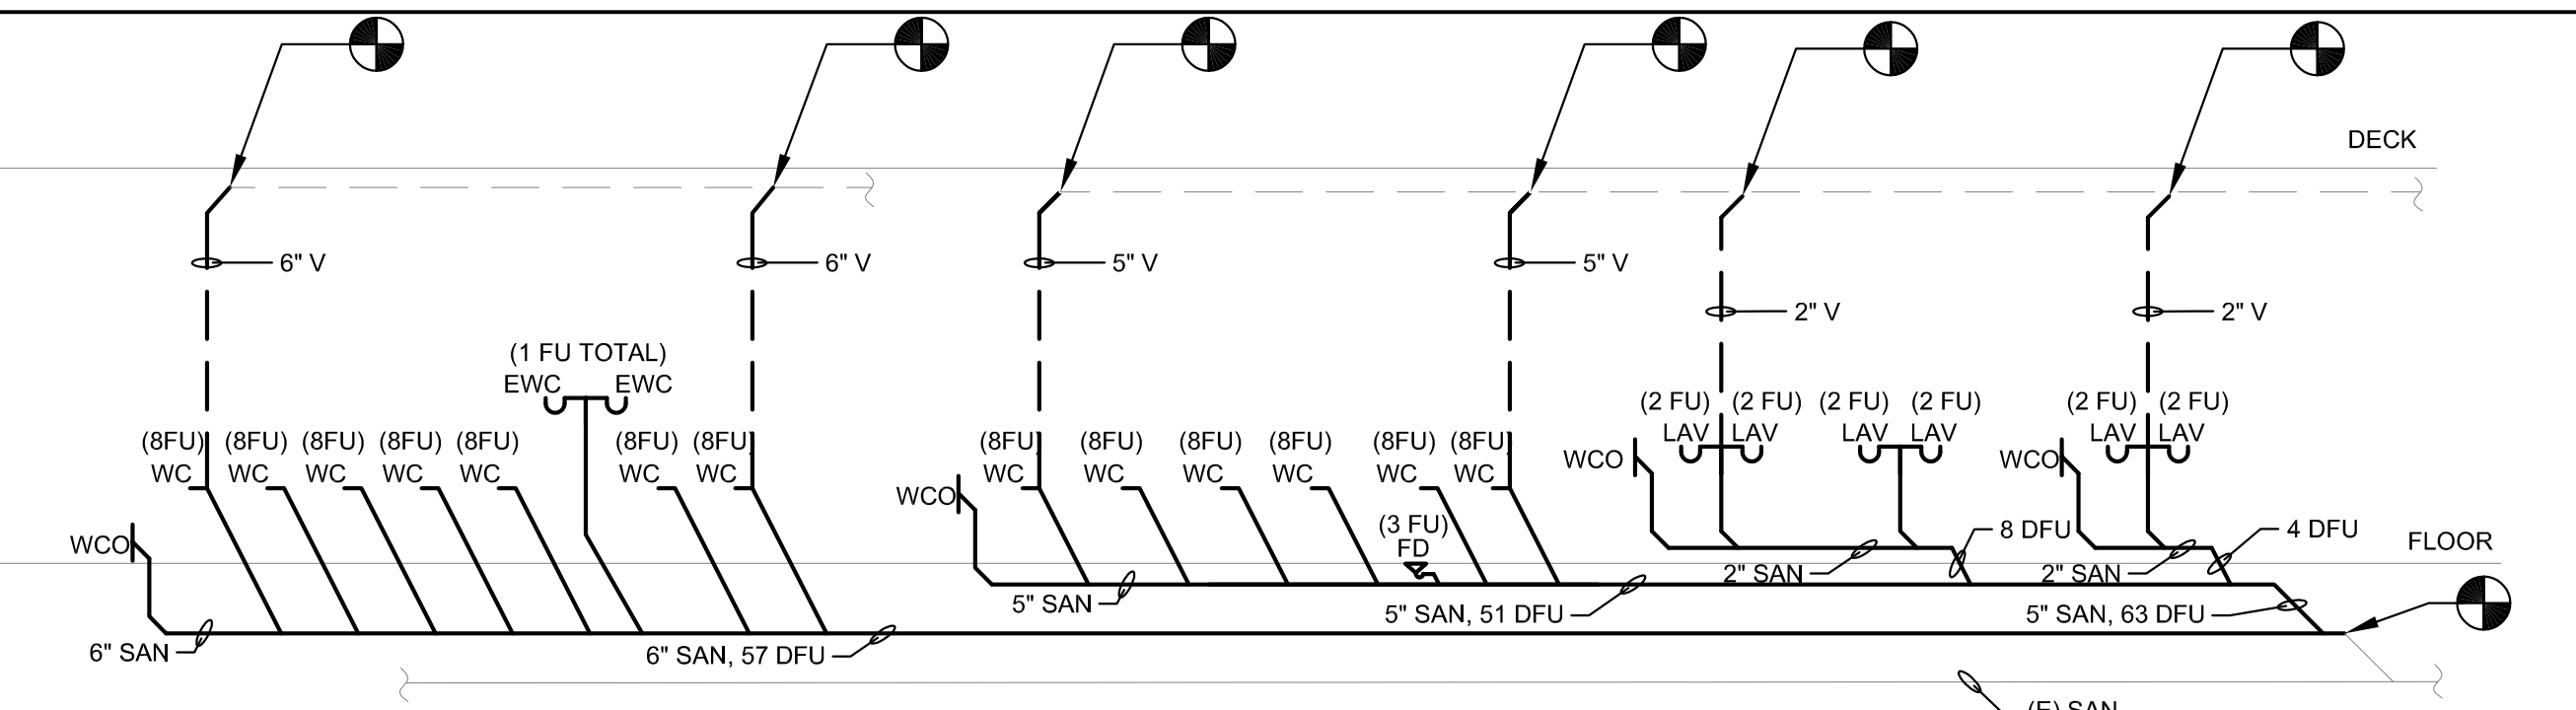 DECK
6" V
6" V
5" V
5" V
2" V
2" V
(1 FU TOTAL)
EWC EWC
(2 FU) (2 FU) (2 FU) (2 FU) (2 FU) (2 FU)
LAV LAV LAV LAV LAV LAV
(8FU) (8FU) (8FU) (8FU) (8FU) (8FU) (8FU) (8FU) (8FU) (8FU) (8FU) (8FU) (8FU)
WC WC WC WC WC WC WC WC WC WC WC WC WC
WCO WCO
WCO
(3 FU)
FD
8 DFU 4 DFU
WCO
FLOOR
2" SAN 2" SAN
5" SAN
5" SAN, 51 DFU 5" SAN, 63 DFU
6" SAN
6" SAN, 57 DFU
(E) SAN